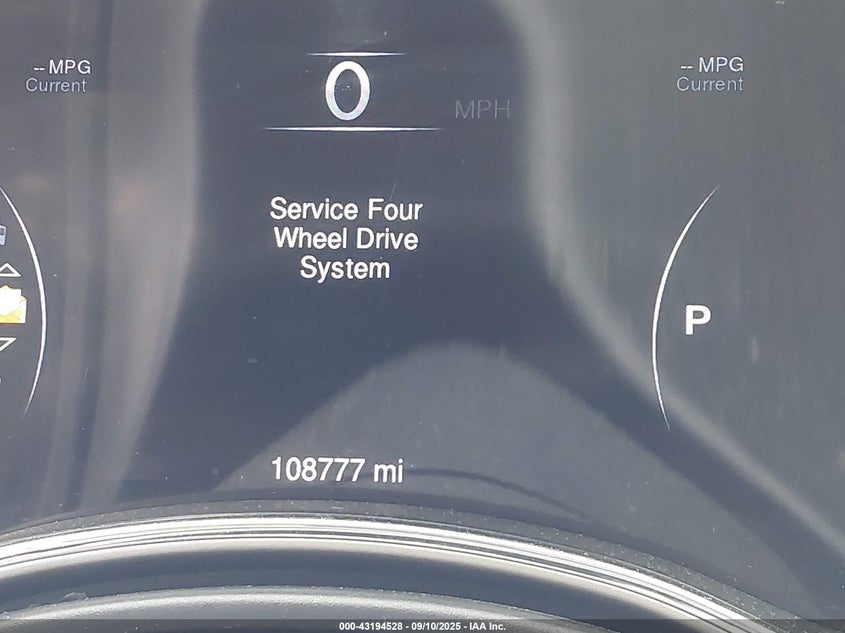 --MPG
Current
0
MPH
-- MPG
Current
Service Four
Wheel Drive
System
P
108777 mi
000-43194528 - 09/10/2025 - IAA Inc.